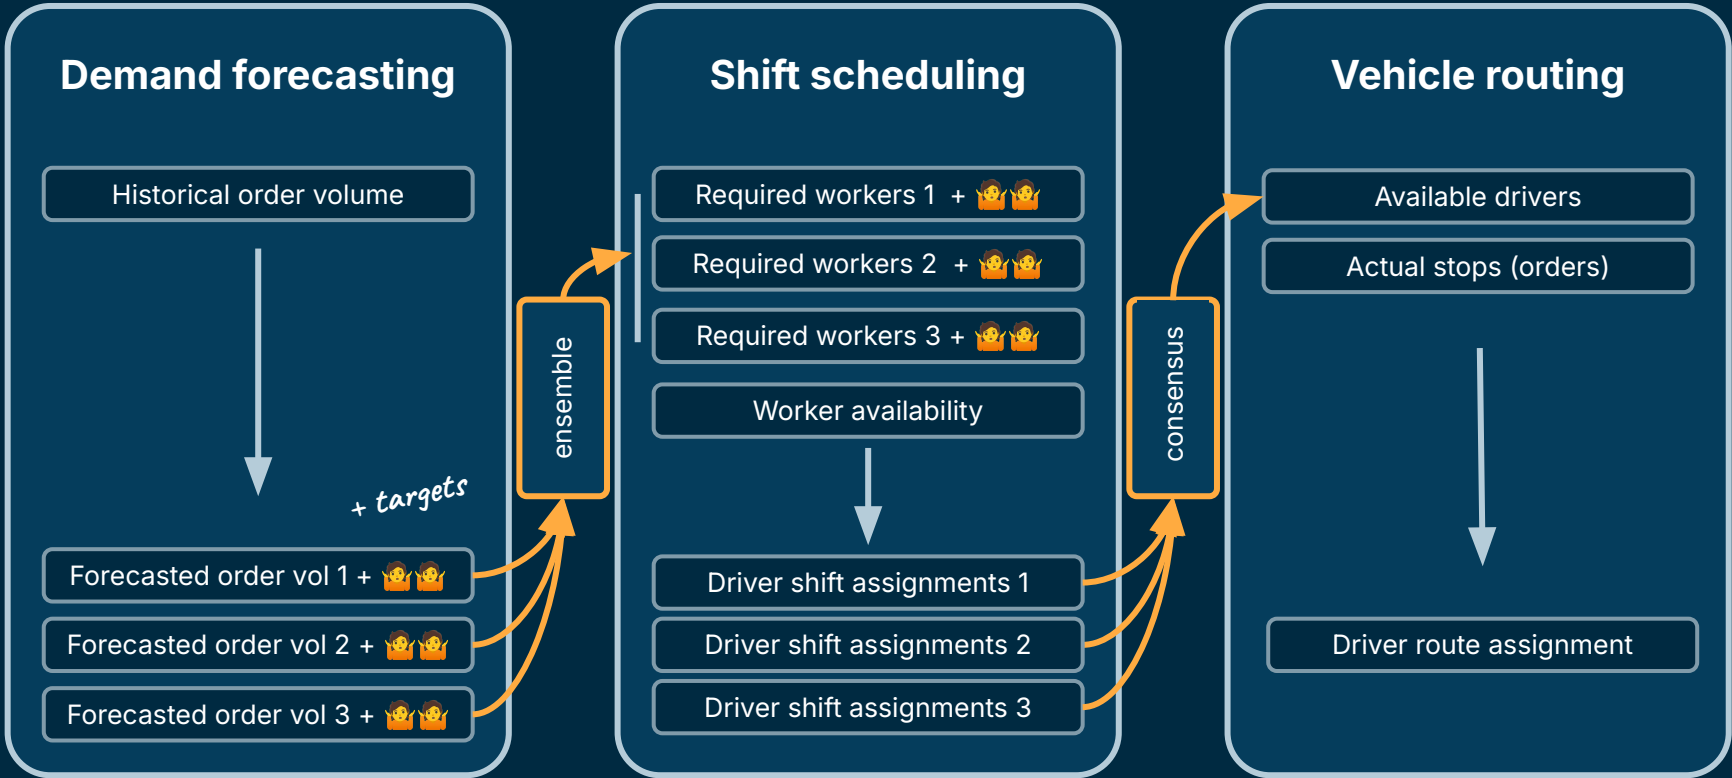 Demand forecasting
Historical order volume
+ targets
Forecasted order vol 1 + 🤷🤷
Forecasted order vol 2 + 🤷🤷
Forecasted order vol 3 + 🤷🤷
ensemble
Shift scheduling
Required workers 1 + 🤷🤷
Required workers 2 + 🤷🤷
Required workers 3 + 🤷🤷
Worker availability
Driver shift assignments 1
Driver shift assignments 2
Driver shift assignments 3
consensus
Vehicle routing
Available drivers
Actual stops (orders)
Driver route assignment